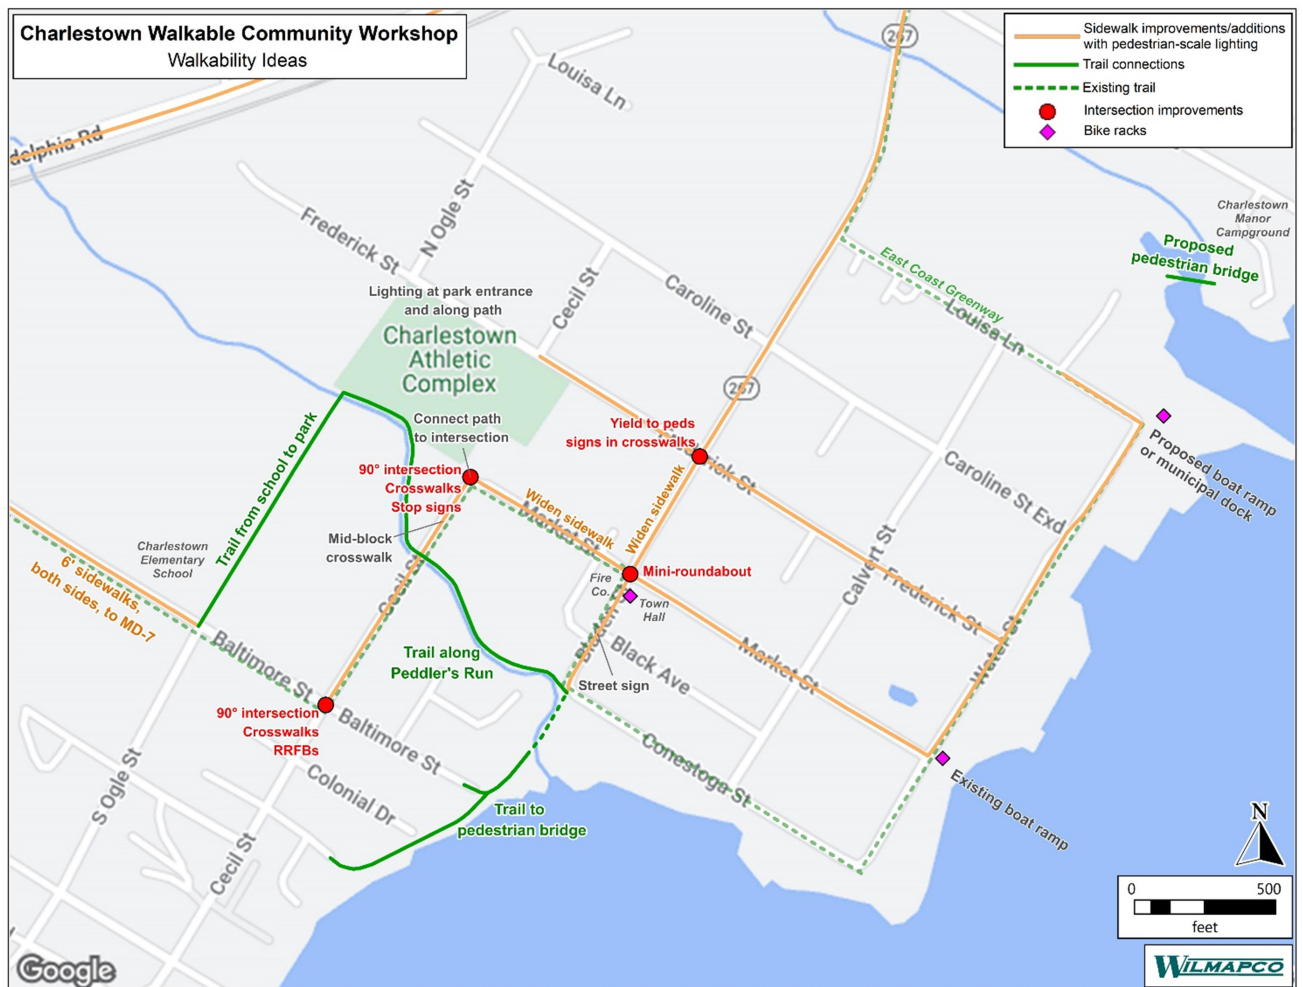 Charlestown Walkable Community Workshop
Walkability Ideas
Sidewalk improvements/additions
with pedestrian-scale lighting
Trail connections
Existing trail
Intersection improvements
Bike racks
267
delphia Rd
Louisa Ln
N Ogle St
Frederick St
Cecil St
Caroline St
Lighting at park entrance
and along path
Charlestown
Athletic
Complex
East Coast Greenway
Louisa Ln
Charlestown
Manor
Campground
Proposed
pedestrian bridge
267
Connect path
to intersection
Yield to peds
signs in crosswalks
Frederick St
Trail from school to park
90° intersection
Crosswalks
Stop signs
Widen sidewalk
Widen sidewalk
Market St
Mid-block
crosswalk
Caroline St Exd
Proposed boat ramp
or municipal dock
Charlestown
Elementary
School
6' sidewalks,
both sides, to MD-7
Cecil St
Fire
Co.
Mini-roundabout
Town
Hall
Calvert St
Frederick St
Water St
Baltimore St
Trail along
Peddler's Run
Black Ave
Street sign
Market St
90° intersection
Crosswalks
RRFBs
Baltimore St
Conestoga St
Colonial Dr
S Ogle St
Cecil St
Trail to
pedestrian bridge
Existing boat ramp
N
0 500
feet
Google
WILMAPCO